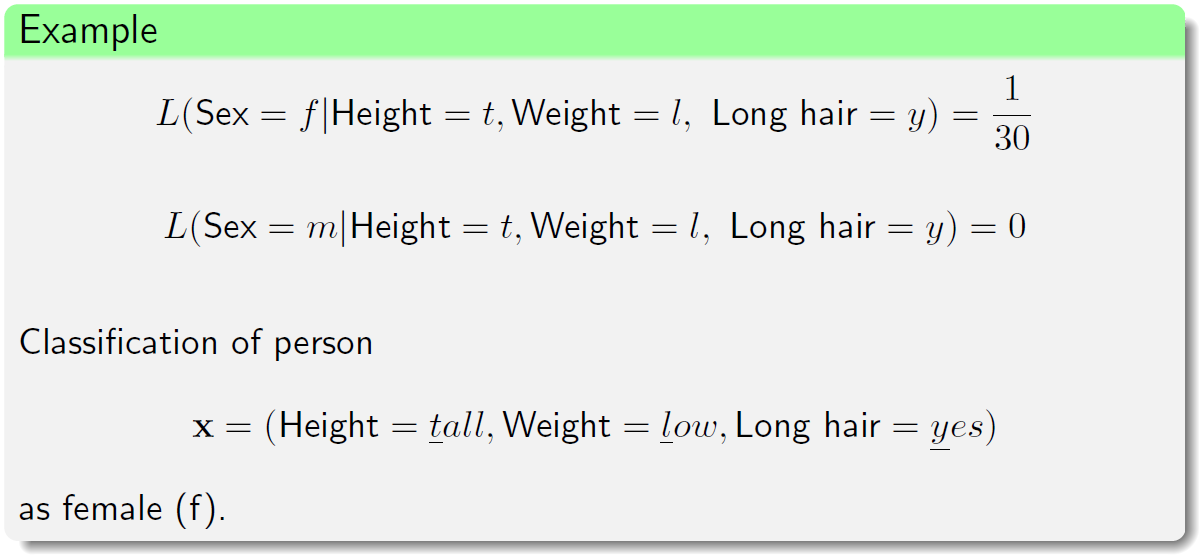 Example
L(Sex = f|Height = t, Weight = l, Long hair = y) = 1/30
L(Sex = m|Height = t, Weight = l, Long hair = y) = 0
Classification of person
x = (Height = tall, Weight = low, Long hair = yes)
as female (f).